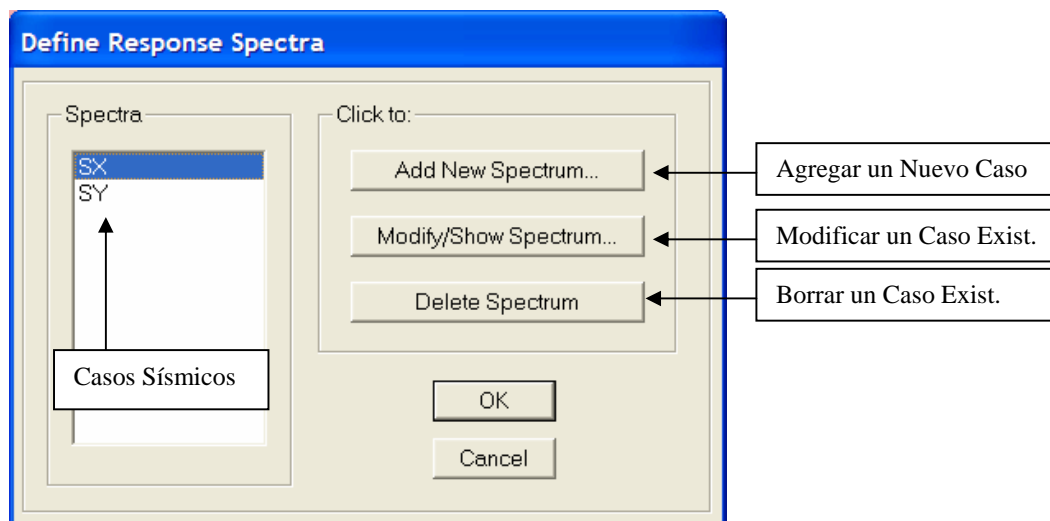 Define Response Spectra
Spectra
SX
SY
Casos Sísmicos
Click to:
Add New Spectrum...
Modify/Show Spectrum...
Delete Spectrum
OK
Cancel
Agregar un Nuevo Caso
Modificar un Caso Exist.
Borrar un Caso Exist.